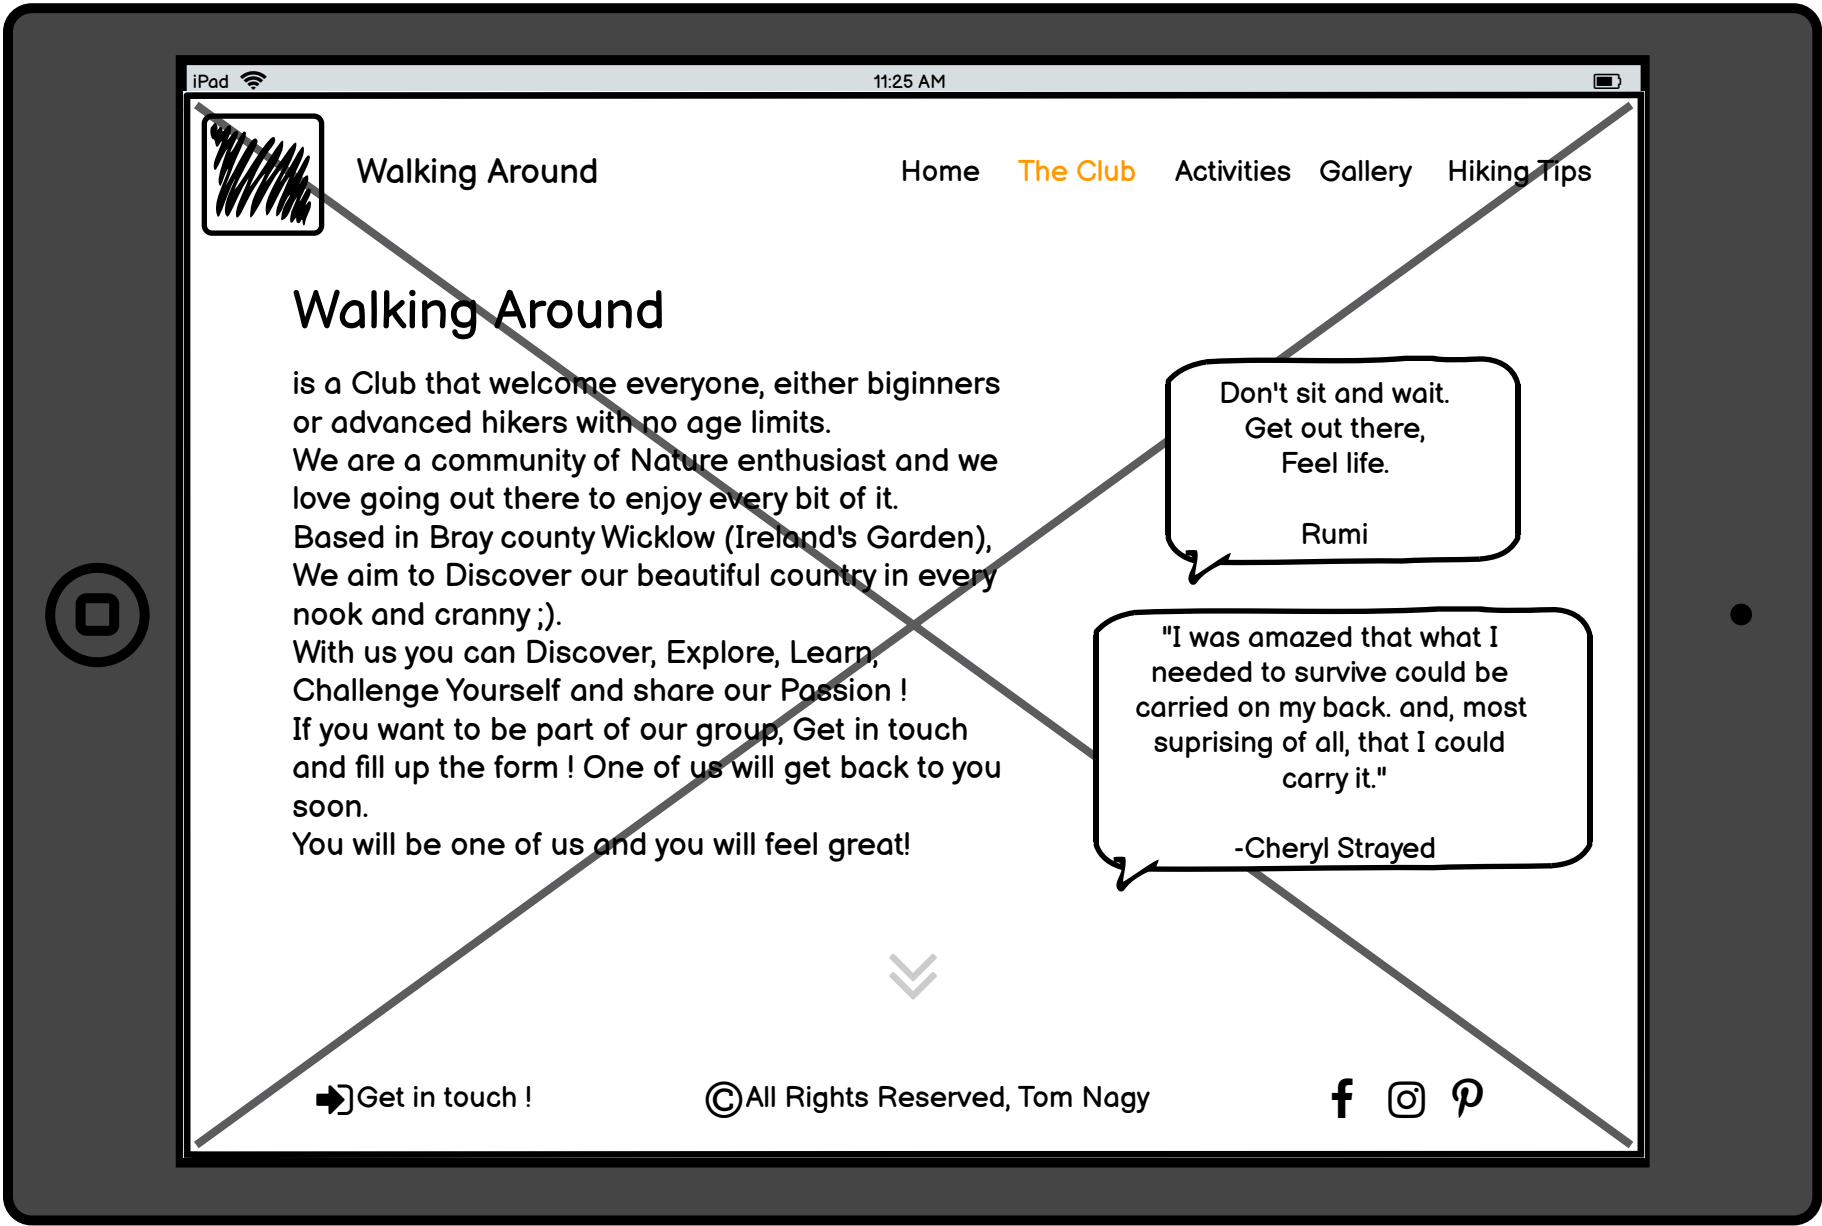 iPad
11:25 AM
Walking Around
Home The Club Activities Gallery Hiking Tips
Walking Around
is a Club that welcome everyone, either biginners
or advanced hikers with no age limits.
We are a community of Nature enthusiast and we
love going out there to enjoy every bit of it.
Based in Bray county Wicklow (Ireland's Garden),
We aim to Discover our beautiful country in every
nook and cranny ;).
With us you can Discover, Explore, Learn,
Challenge Yourself and share our Passion !
If you want to be part of our group, Get in touch
and fill up the form ! One of us will get back to you
soon.
You will be one of us and you will feel great!
Don't sit and wait.
Get out there,
Feel life.
Rumi
"I was amazed that what I
needed to survive could be
carried on my back. and, most
suprising of all, that I could
carry it."
-Cheryl Strayed
Get in touch !
©All Rights Reserved, Tom Nagy